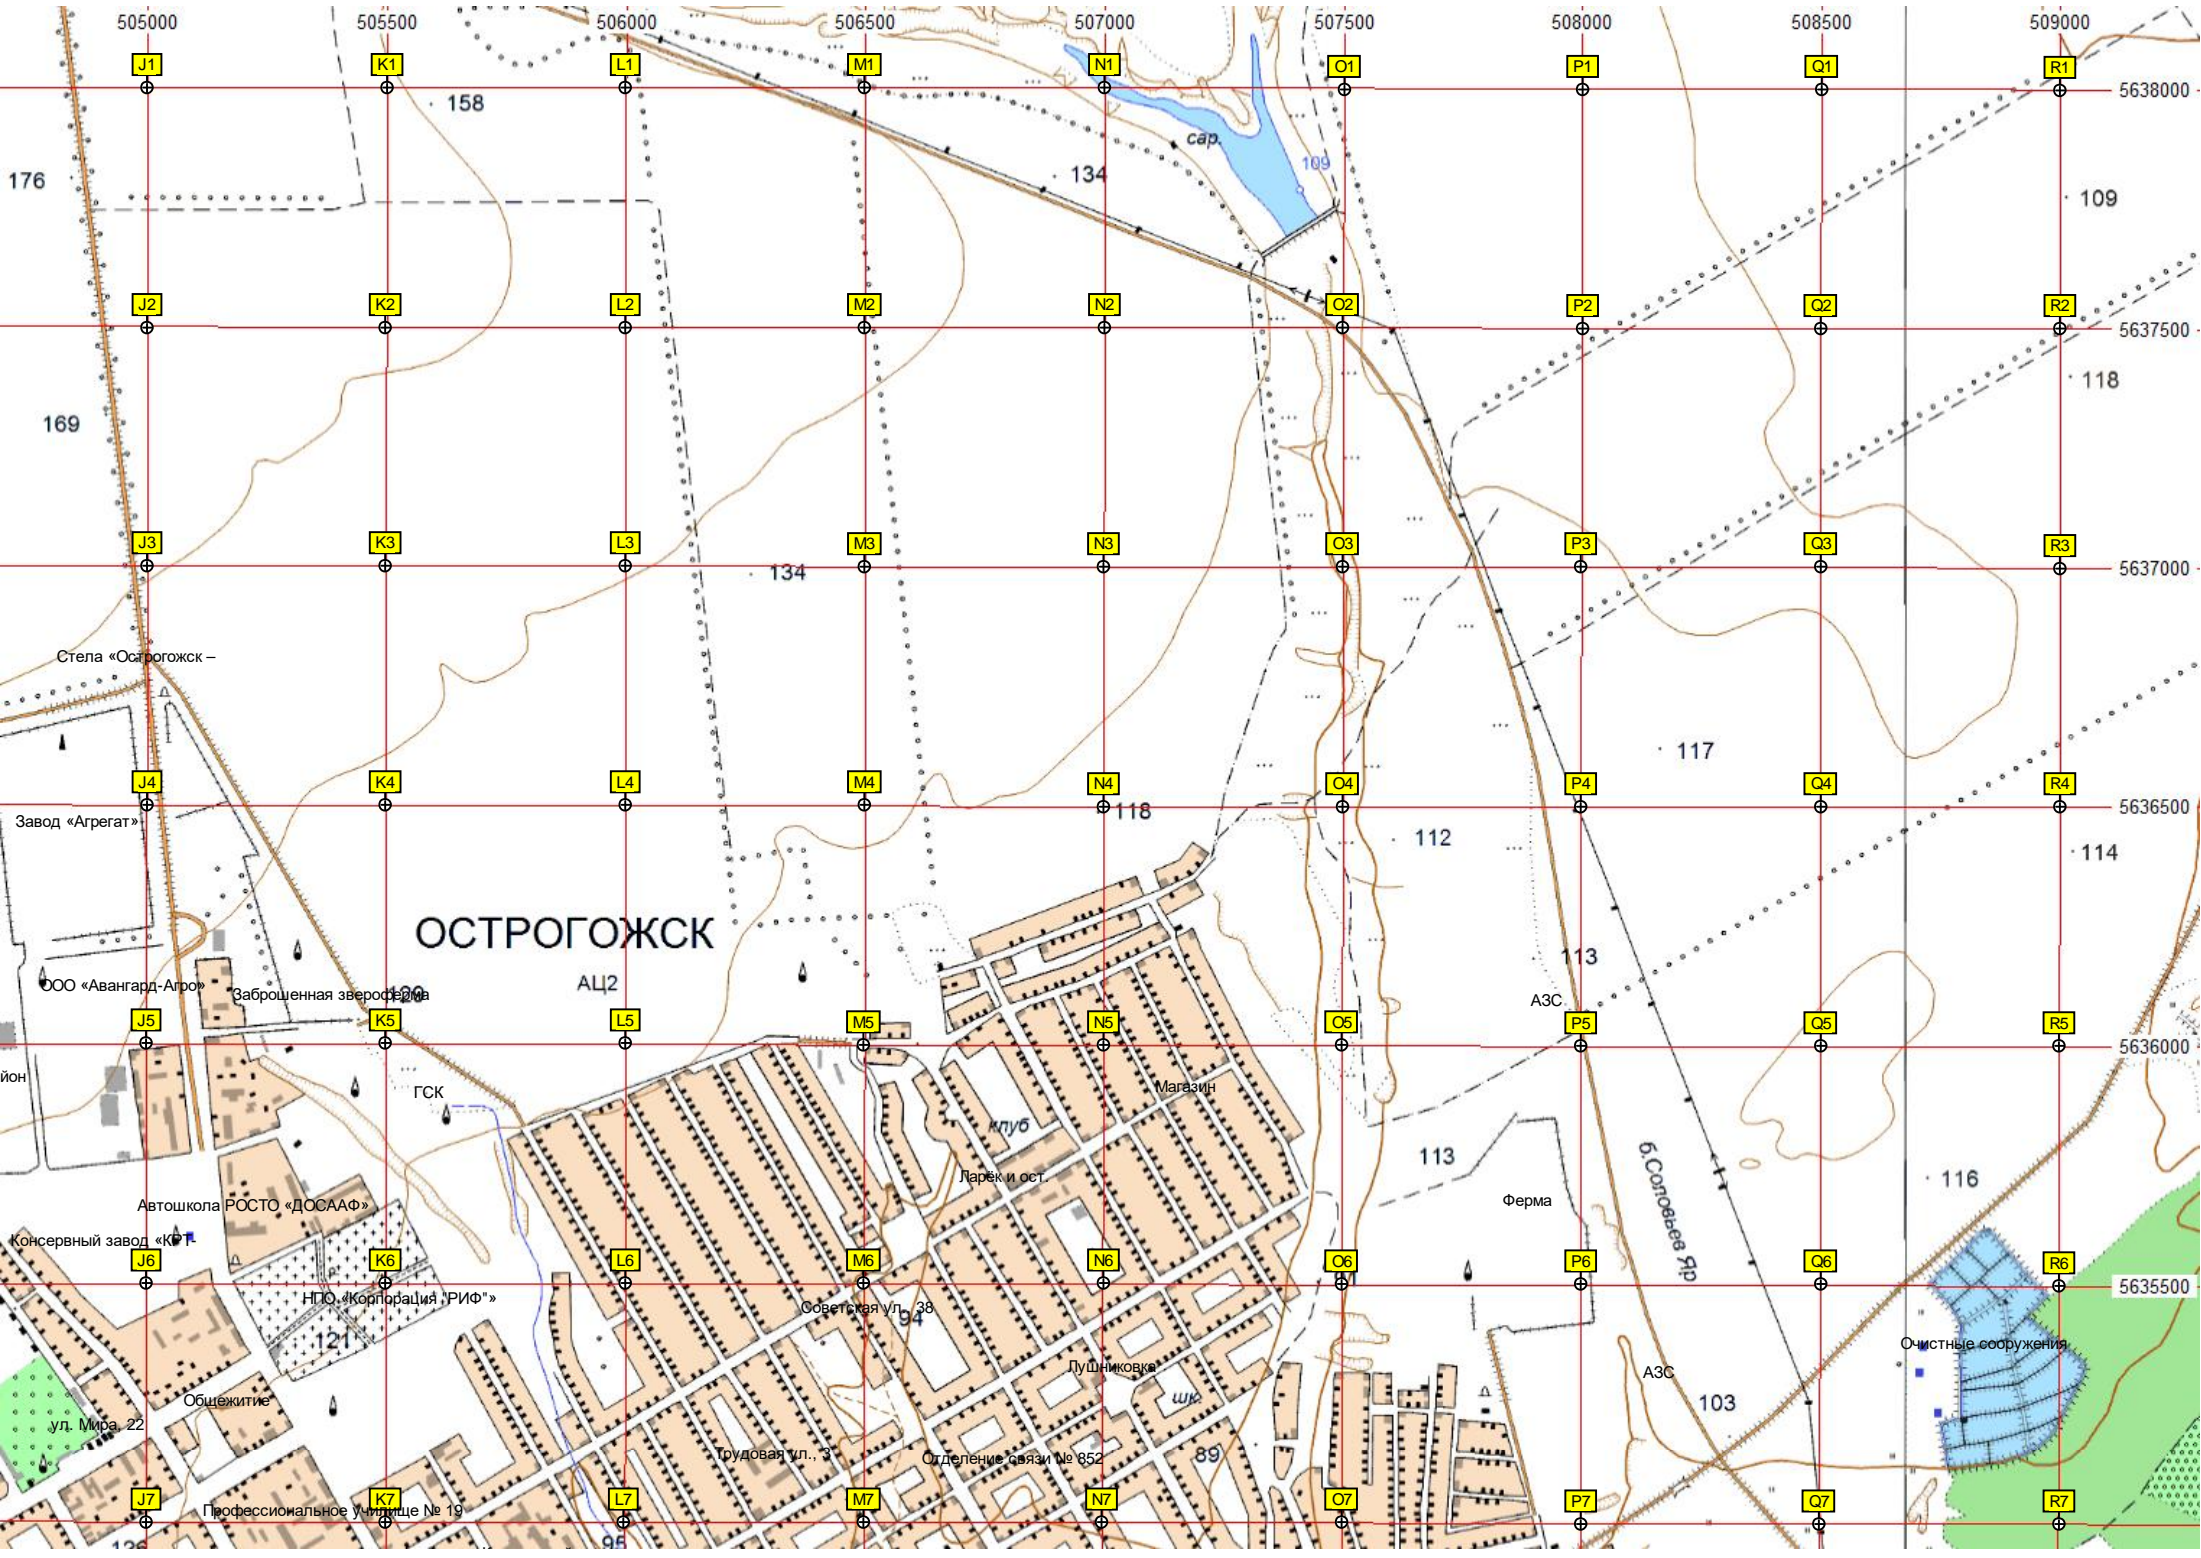 505000 505500 506000 506500 507000 507500 508000 508500 509000
J1 K1 L1 M1 N1 O1 P1 Q1 R1
5638000
158
сар.
109
134
176
109
J2 K2 L2 M2 N2 O2 P2 Q2 R2
5637500
118
169
J3 K3 L3 M3 N3 O3 P3 Q3 R3
134
5637000
Стела «Острогожск –
117
J4 K4 L4 M4 N4 O4 P4 Q4 R4
5636500
118
Завод «Агрегат»
112
114
ОСТРОГОЖСК
113
АЦ2
ООО «Авангард-Агро»
Заброшенная звероферма
АЗС
J5 K5 L5 M5 N5 O5 P5 Q5 R5
5636000
йон
ГСК
Магазин
клуб
113
б.Соловьев Яр
Ларёк и ост.
116
Автошкола РОСТО «ДОСААФ»
Ферма
Консервный завод «КРТ-
J6 K6 L6 M6 N6 O6 P6 Q6 R6
5635500
НПО «Корпорация "РИФ"»
Советская ул., 38
94
121
Очистные сооружения
Лушниковка
АЗС
Общежитие
шк.
103
ул. Мира, 22
Трудовая ул., 3
Отделение связи № 852
89
J7 K7 L7 M7 N7 O7 P7 Q7 R7
Профессиональное училище № 19
95